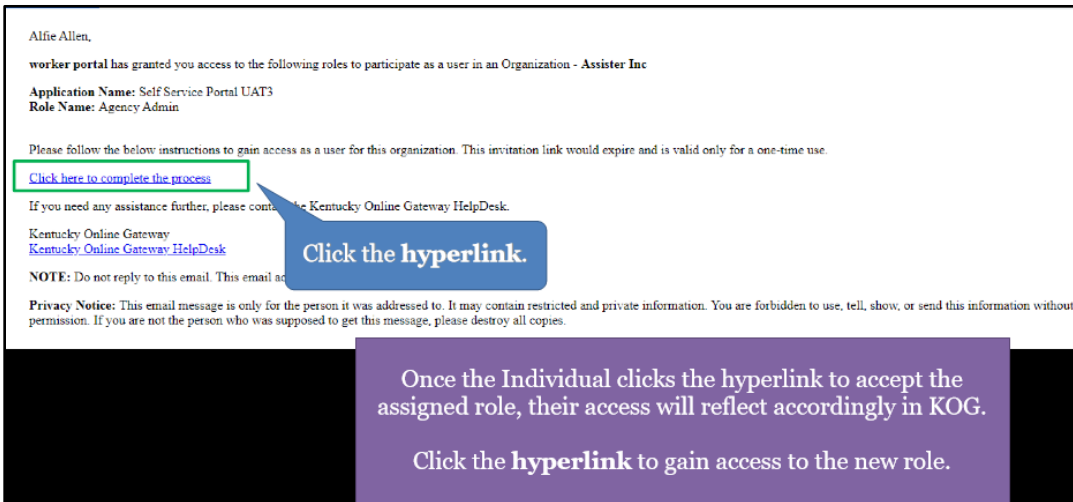 Alfie Allen,
worker portal has granted you access to the following roles to participate as a user in an Organization - Assister Inc
Application Name: Self Service Portal UAT3
Role Name: Agency Admin
Please follow the below instructions to gain access as a user for this organization. This invitation link would expire and is valid only for a one-time use.
Click here to complete the process
If you need any assistance further, please conta he Kentucky Online Gateway HelpDesk.
Kentucky Online Gateway
Kentucky Online Gateway HelpDesk
Click the hyperlink.
NOTE: Do not reply to this email. This email
Privacy Notice: This email message is only for the person it was addressed to. It may contain restricted and private information. You are forbidden to use, tell, show, or send this information without
permission. If you are not the person who was supposed to get this message, please destroy all copies.
Once the Individual clicks the hyperlink to accept the
assigned role, their access will reflect accordingly in KOG.
Click the hyperlink to gain access to the new role.